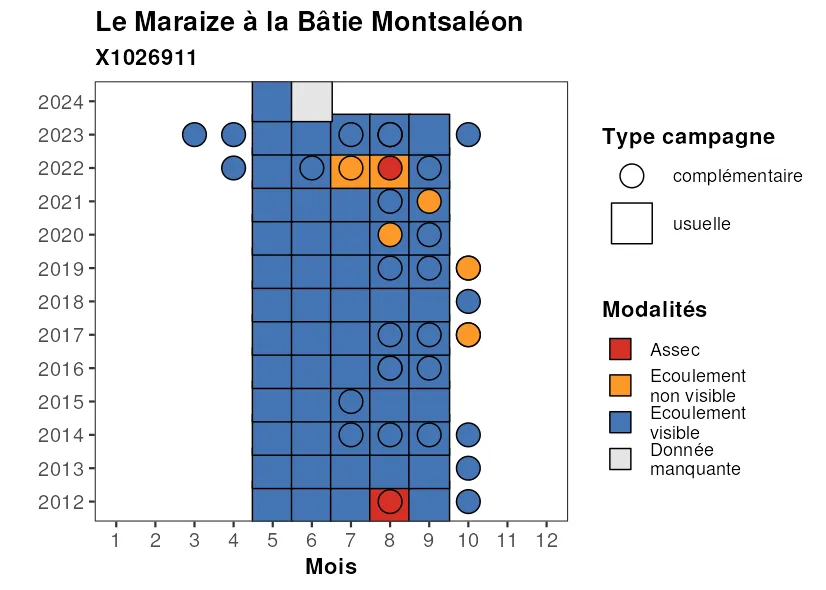 Le Maraize à la Bâtie Montsaléon
X1026911
2024
2023
2022
2021
2020
2019
2018
2017
2016
2015
2014
2013
2012
1 2 3 4 5 6 7 8 9 10 11 12
Mois
Type campagne
complémentaire
usuelle
Modalités
Assec
Ecoulement
non visible
Ecoulement
visible
Donnée
manquante